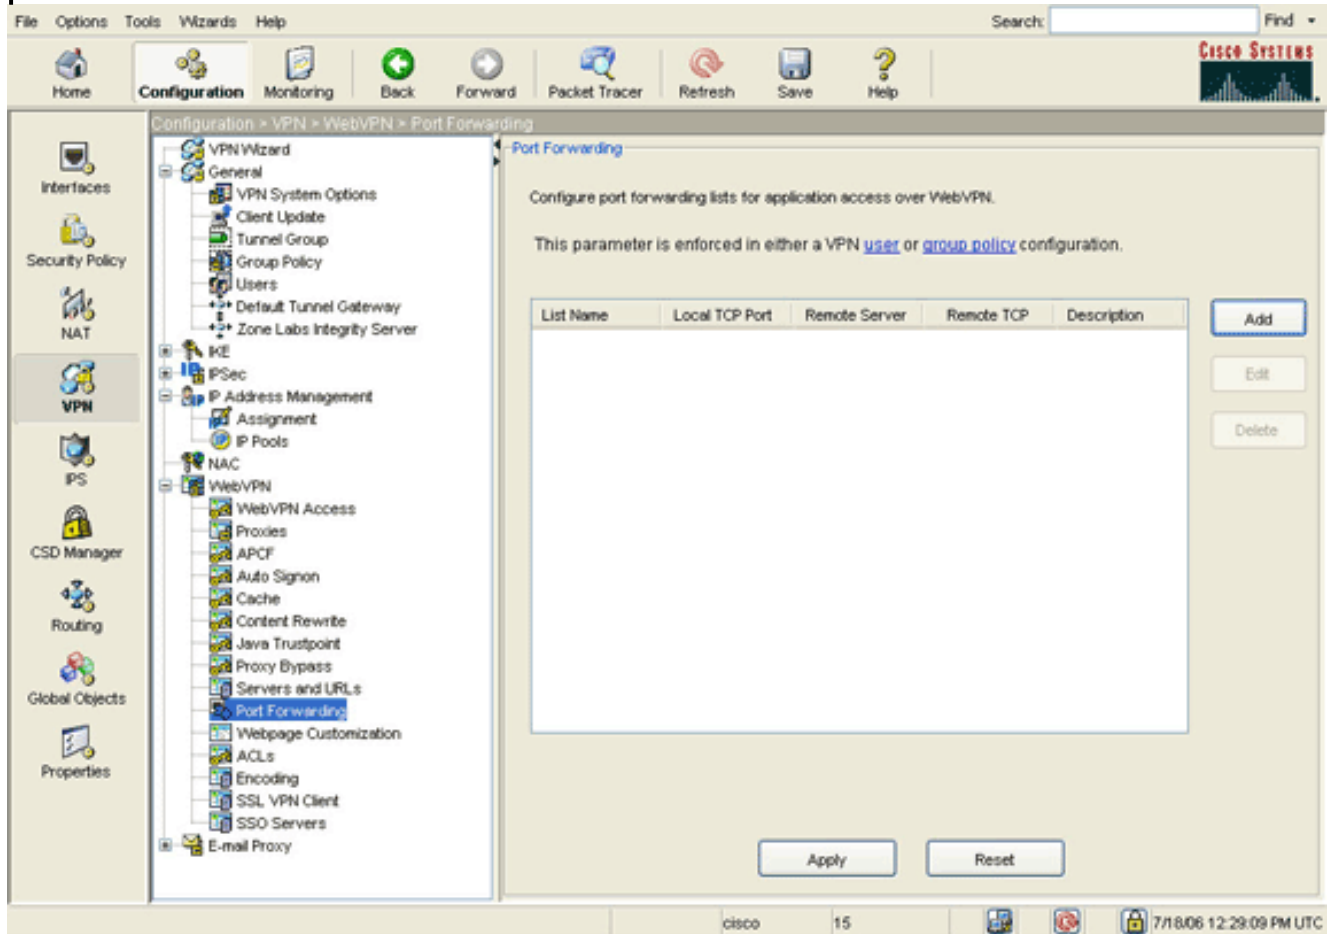 File Options Tools Wizards Help Search: Find
Home Configuration Monitoring Back Forward Packet Tracer Refresh Save Help
CISCO SYSTEMS
Configuration > VPN > WebVPN > Port Forwarding
Interfaces
Security Policy
NAT
VPN
IPS
CSD Manager
Routing
Global Objects
Properties
VPN Wizard
General
VPN System Options
Client Update
Tunnel Group
Group Policy
Users
Default Tunnel Gateway
Zone Labs Integrity Server
IKE
IPSec
IP Address Management
Assignment
IP Pools
NAC
WebVPN
WebVPN Access
Proxies
APCF
Auto Signon
Cache
Content Rewrite
Java Trustpoint
Proxy Bypass
Servers and URLs
Port Forwarding
Webpage Customization
ACLs
Encoding
SSL VPN Client
SSO Servers
E-mail Proxy
Port Forwarding
Configure port forwarding lists for application access over WebVPN.
This parameter is enforced in either a VPN user or group policy configuration.
List Name Local TCP Port Remote Server Remote TCP Description
Add
Edit
Delete
Apply Reset
cisco 15 7/18/06 12:29:09 PM UTC